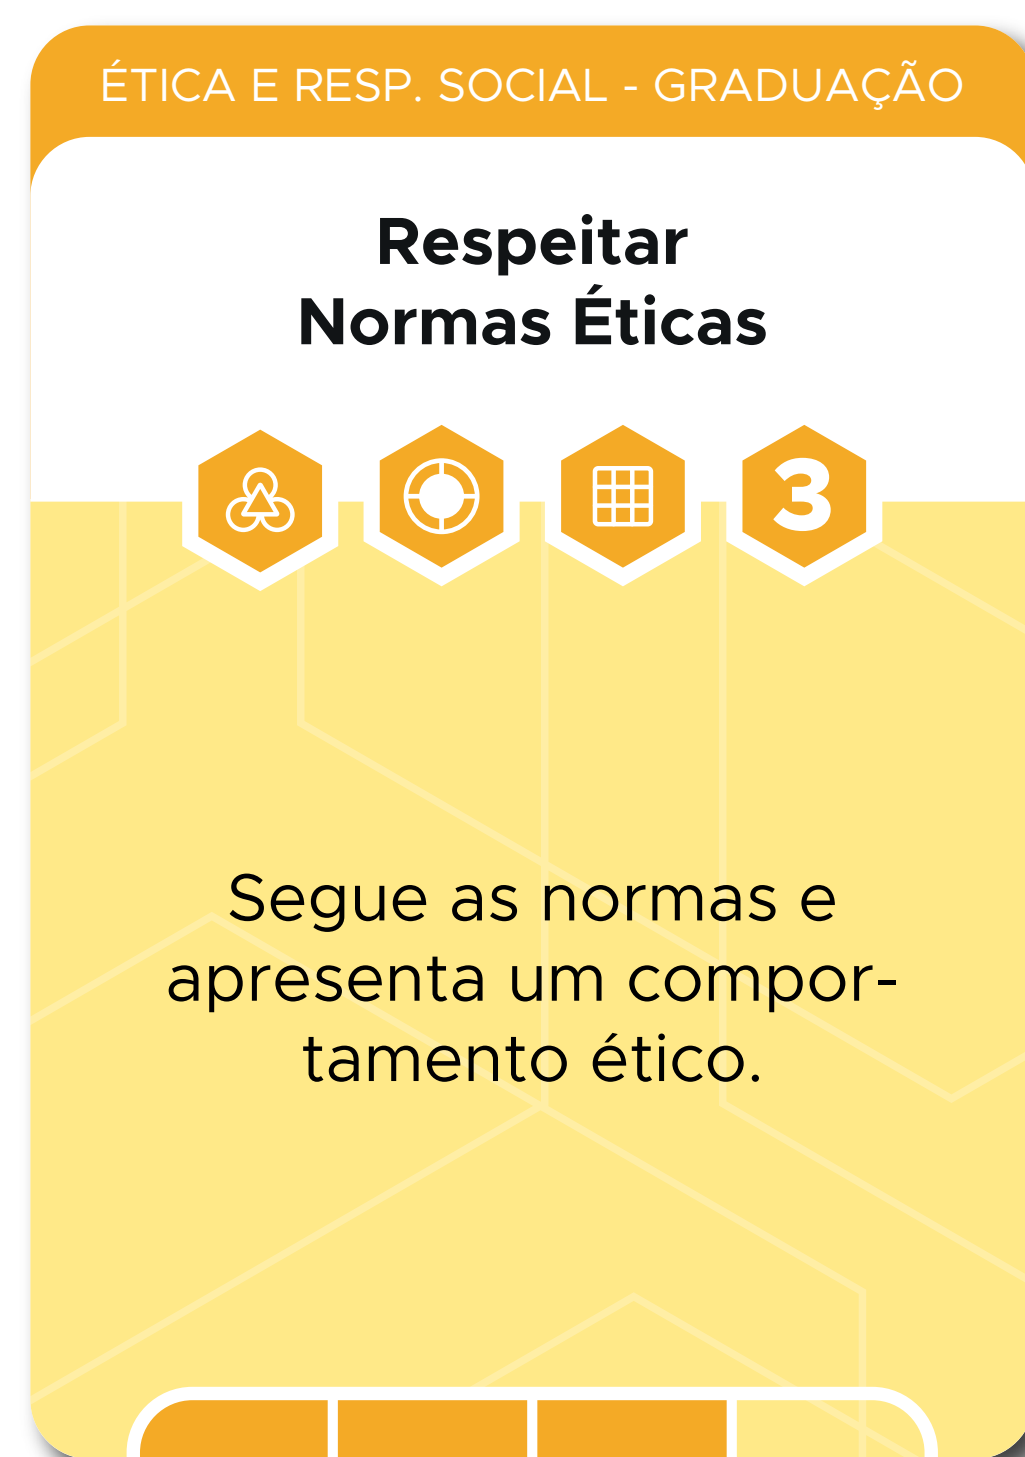 ÉTICA E RESP. SOCIAL - GRADUAÇÃO
Respeitar
Normas Éticas
3
Segue as normas e
apresenta um compor-
tamento ético.